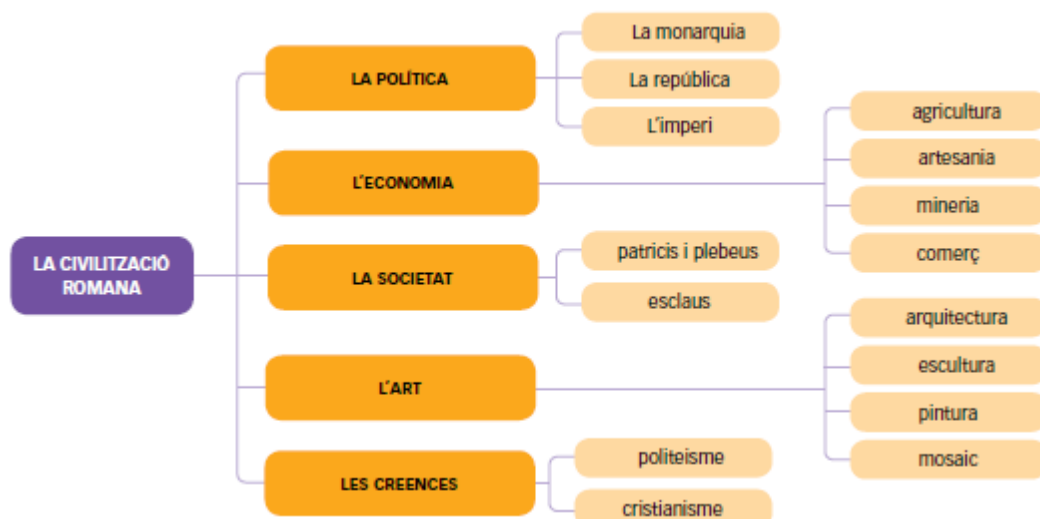 LA CIVILITZACIÓ
ROMANA
LA POLÍTICA
La monarquia
La república
L'imperi
L'ECONOMIA
agricultura
artesania
mineria
comerç
LA SOCIETAT
patricis i plebeus
esclaus
L'ART
arquitectura
escultura
pintura
mosaic
LES CREENCES
politeisme
cristianisme